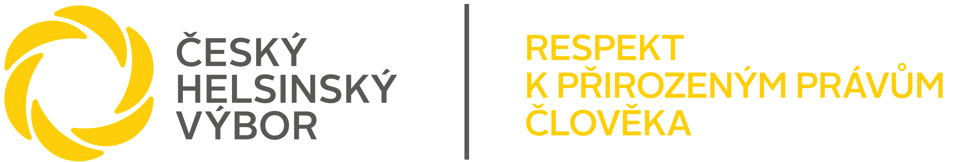 ČESKÝ
HELSINSKÝ
VÝBOR
RESPEKT
K PŘIROZENÝM PRÁVŮM
ČLOVĚKA